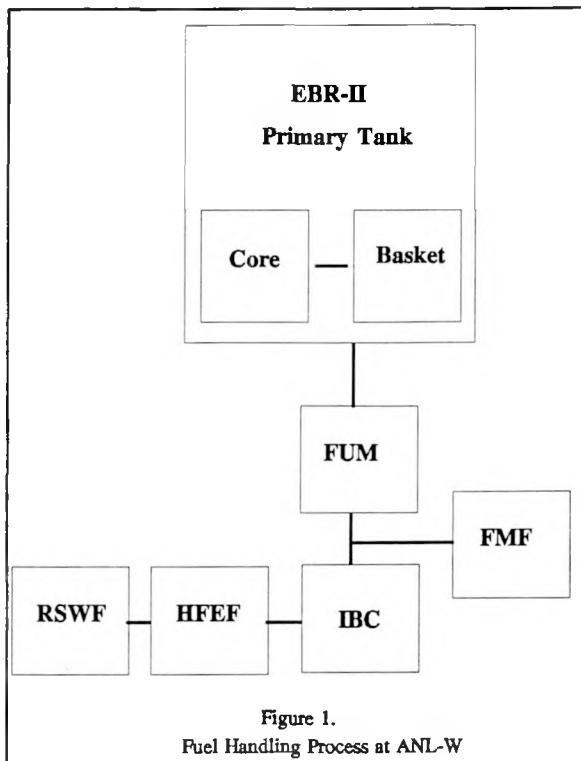 EBR-II
Primary Tank
Core
Basket
FUM
FMF
RSWF
HFEF
IBC
Figure 1.
Fuel Handling Process at ANL-W